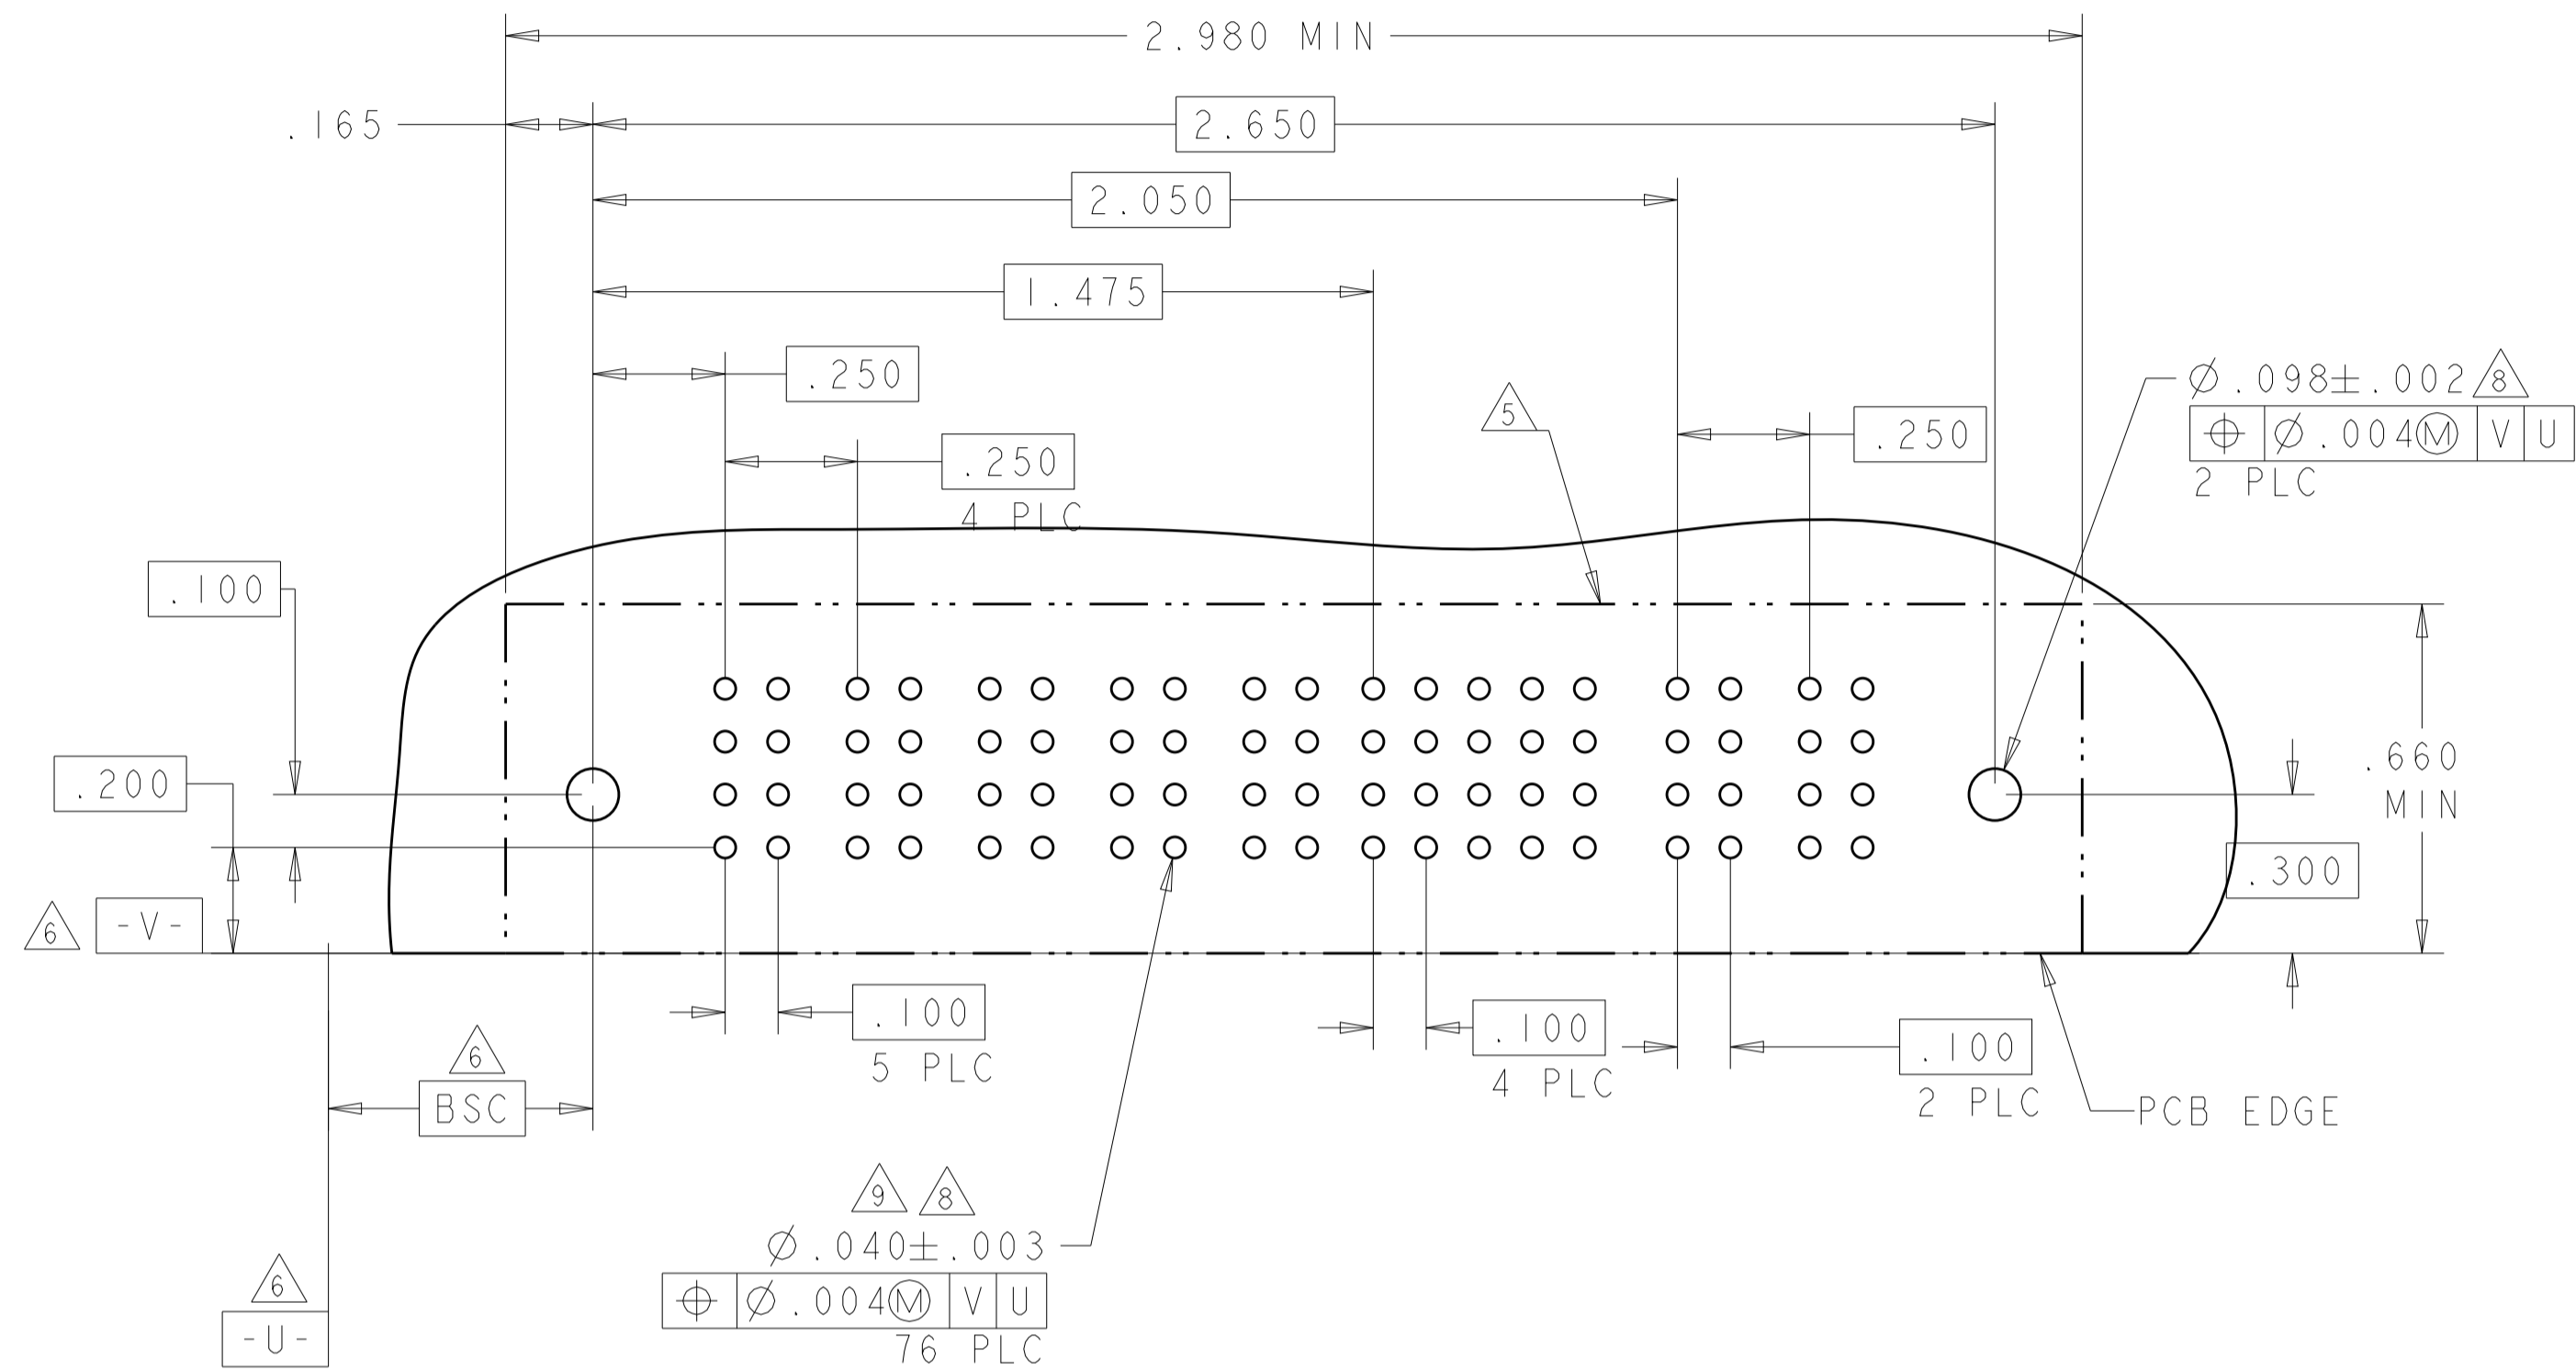 2.980 MIN
.165
2.650
2.050
1.475
.250
.250
4 PLC
5
.250
⌀.098±.002 8
⌖ ⌀.004Ⓜ V U
2 PLC
.100
.200
.660
MIN
.300
6 -V-
.100
5 PLC
.100
4 PLC
.100
2 PLC
6
BSC
PCB EDGE
9 8
⌀.040±.003
⌖ ⌀.004Ⓜ V U
76 PLC
6
-U-